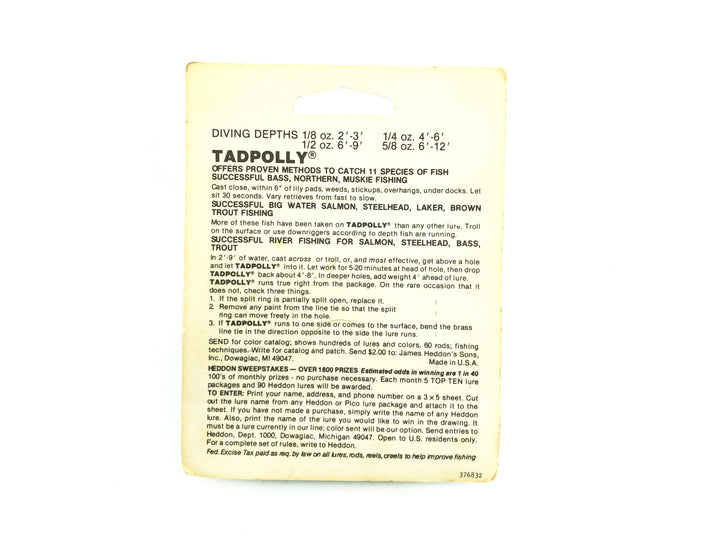 DIVING DEPTHS 1/8 oz. 2'-3' 1/4 oz. 4'-6'
1/2 oz. 6'-9' 5/8 oz. 6'-12'
TADPOLLY®
OFFERS PROVEN METHODS TO CATCH 11 SPECIES OF FISH
SUCCESSFUL BASS, NORTHERN, MUSKIE FISHING
Cast close, within 6" of lily pads, weeds, stickups, overhangs, under docks. Let
sit 30 seconds. Vary retrieves from fast to slow.
SUCCESSFUL BIG WATER SALMON, STEELHEAD, LAKER, BROWN
TROUT FISHING
More of these fish have been taken on TADPOLLY® than any other lure. Troll
on the surface or use downriggers according to depth fish are running.
SUCCESSFUL RIVER FISHING FOR SALMON, STEELHEAD, BASS,
TROUT
In 2'-9' of water, cast across or troll, or, and most effective, get above a hole
and let TADPOLLY® into it. Let work for 5-20 minutes at head of hole, then drop
TADPOLLY® back about 4'-8'. In deeper holes, add weight 4' ahead of lure.
TADPOLLY® runs true right from the package. On the rare occasion that it
does not, check three things.
1. If the split ring is partially split open, replace it.
2. Remove any paint from the line tie so that the split
ring can move freely in the hole.
3. If TADPOLLY® runs to one side or comes to the surface, bend the brass
line tie in the direction opposite to the side the lure runs.
SEND for color catalog; shows hundreds of lures and colors, 60 rods; fishing
techniques. Write for catalog and patch. Send $2.00 to: James Heddon's Sons,
Inc., Dowagiac, MI 49047. Made in U.S.A.
HEDDON SWEEPSTAKES — OVER 1800 PRIZES Estimated odds in winning are 1 in 40
100's of monthly prizes - no purchase necessary. Each month 5 TOP TEN lure
packages and 90 Heddon lures will be awarded.
TO ENTER: Print your name, address, and phone number on a 3 x 5 sheet. Cut
out the lure name from any Heddon or Pico lure package and attach it to the
sheet. If you have not made a purchase, simply write the name of any Heddon
lure. Also, print the name of the lure you would like to win in the drawing. It
must be a lure currently in our line; color sent will be our option. Send entries to
Heddon, Dept. 1000, Dowagiac, Michigan 49047. Open to U.S. residents only.
For a complete set of rules, write to Heddon.
Fed. Excise Tax paid as req. by law on all lures, rods, reels, creels to help improve fishing
376832